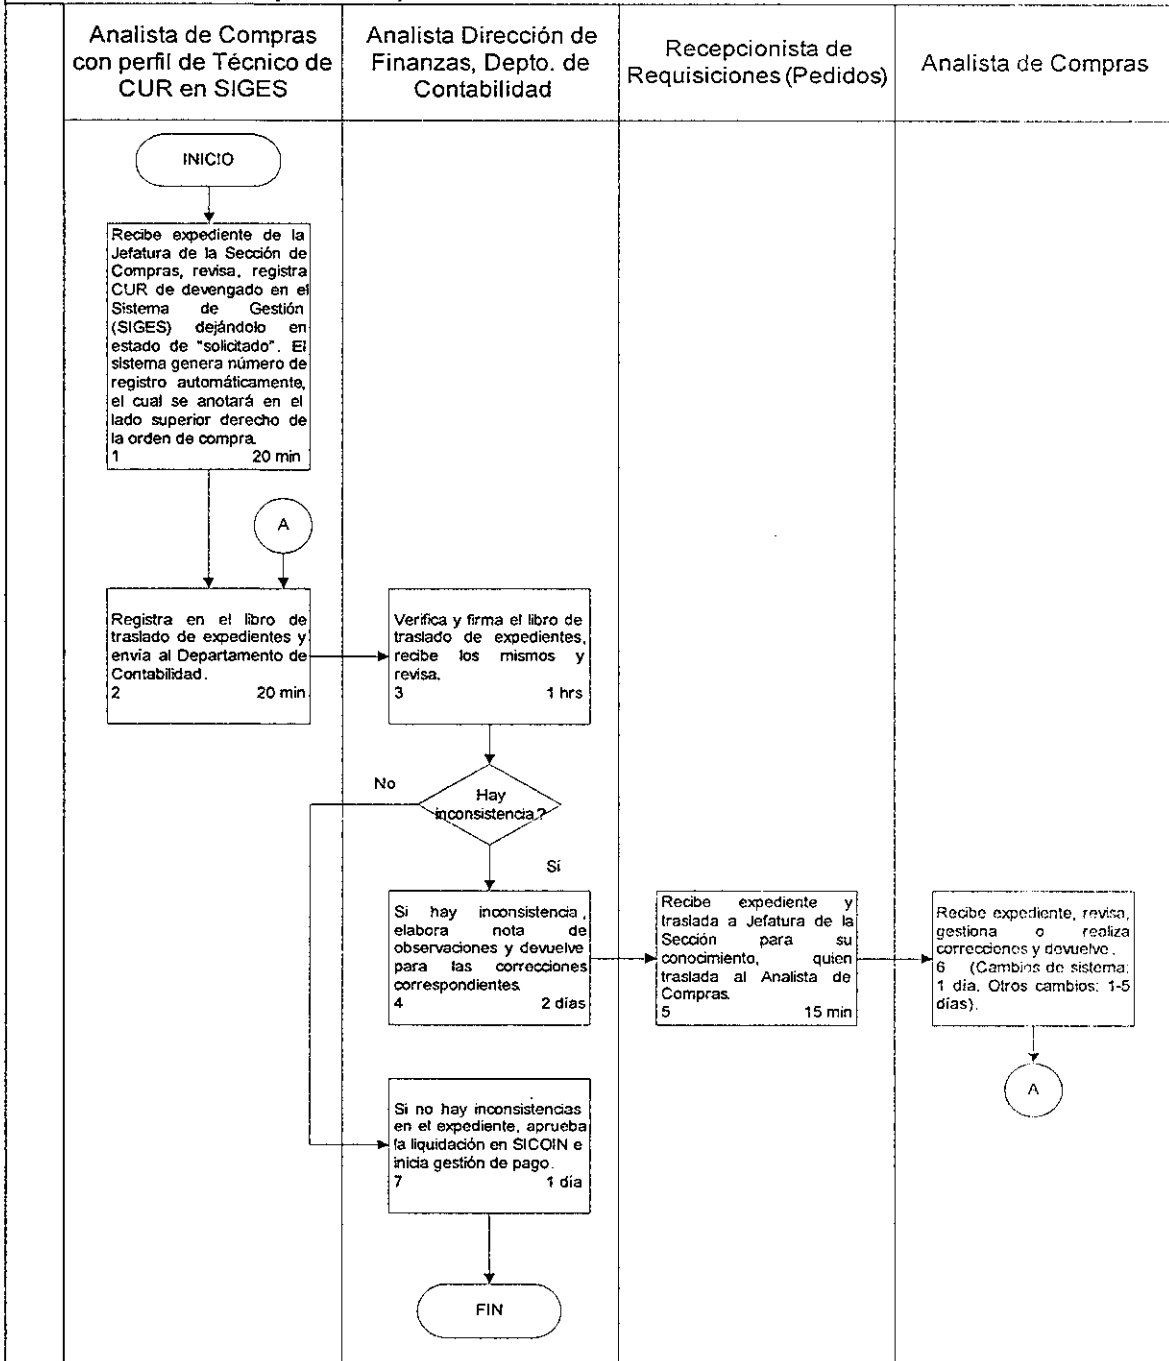 Analista de Compras
con perfil de Técnico de
CUR en SIGES
Analista Dirección de
Finanzas, Depto. de
Contabilidad
Recepcionista de
Requisiciones (Pedidos)
Analista de Compras
INICIO
Recibe expediente de la
Jefatura de la Sección de
Compras, revisa, registra
CUR de devengado en el
Sistema de Gestión
(SIGES) dejándolo en
estado de "solicitado". El
sistema genera número de
registro automáticamente,
el cual se anotará en el
lado superior derecho de
la orden de compra.
1 20 min
A
Registra en el libro de
traslado de expedientes y
envía al Departamento de
Contabilidad.
2 20 min
Verifica y firma el libro de
traslado de expedientes,
recibe los mismos y
revisa.
3 1 hrs
Hay
inconsistencia?
No
Sí
Si hay inconsistencia,
elabora nota de
observaciones y devuelve
para las correcciones
correspondientes.
4 2 días
Recibe expediente y
traslada a Jefatura de la
Sección para su
conocimiento, quien
traslada al Analista de
Compras.
5 15 min
Recibe expediente, revisa,
gestiona o realiza
correcciones y devuelve.
6 (Cambios de sistema:
1 día, Otros cambios: 1-5
días).
A
Si no hay inconsistencias
en el expediente, aprueba
la liquidación en SICOIN e
inicia gestión de pago.
7 1 día
FIN